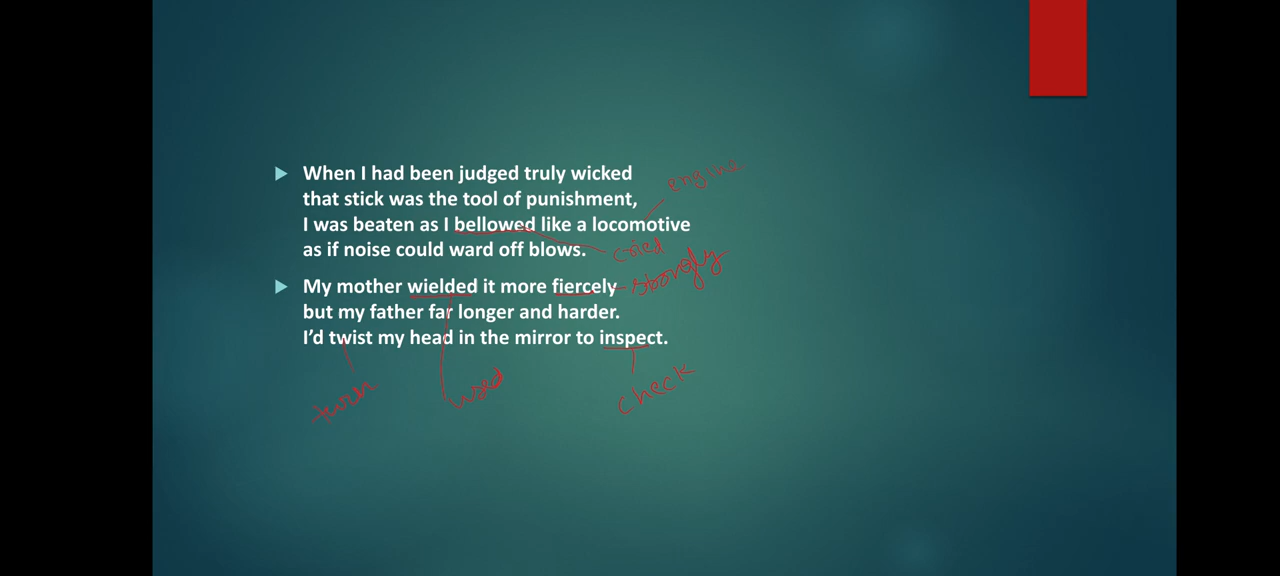 When I had been judged truly wicked
that stick was the tool of punishment,
engine
I was beaten as I bellowed like a locomotive
as if noise could ward off blows.
cried
My mother wielded it more fiercely
storngly
but my father far longer and harder.
I'd twist my head in the mirror to inspect.
turn
used
check